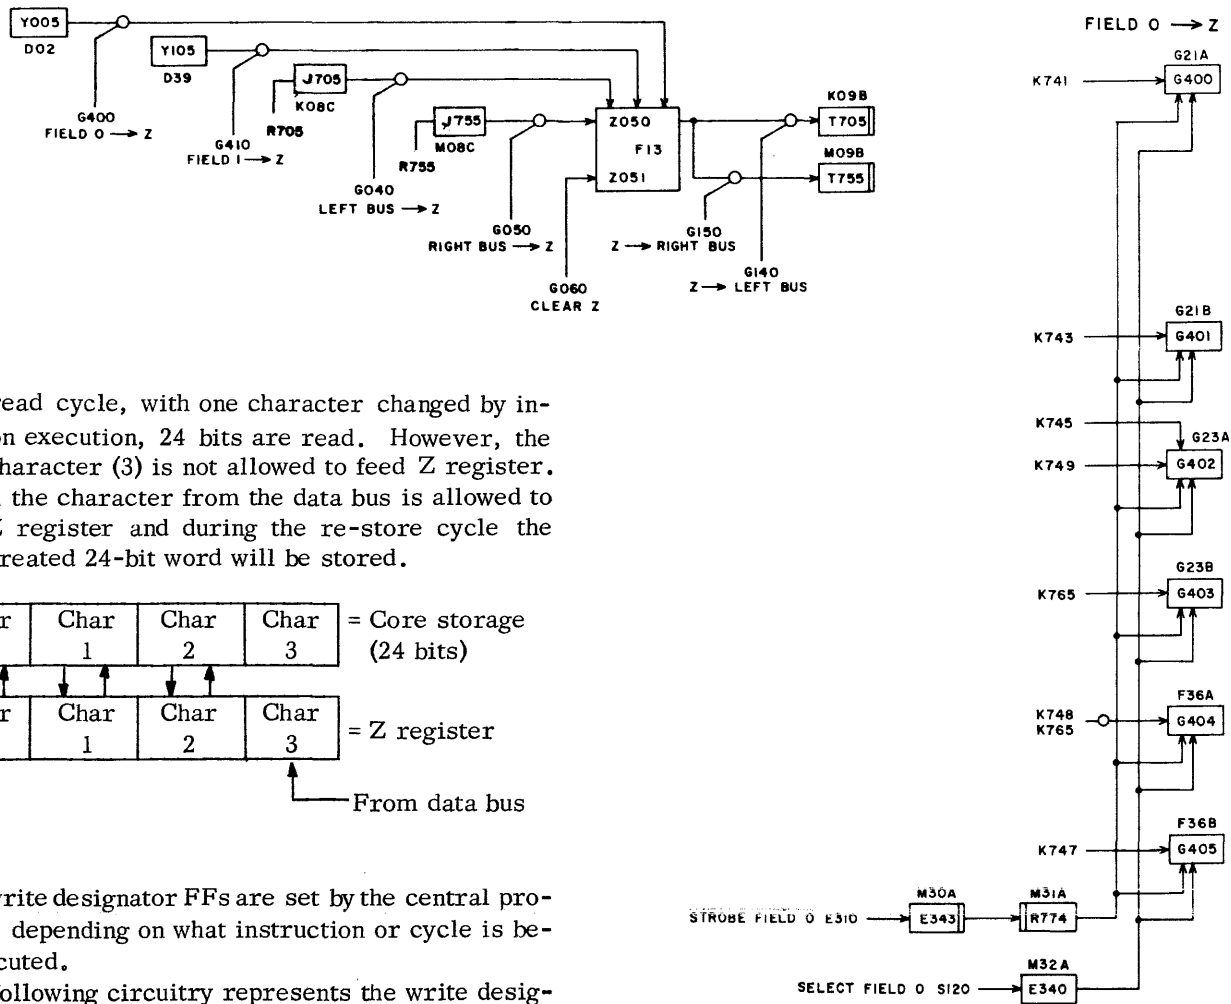 Y005
D02
G400
FIELD 0 → Z
Y105
D39
G410
FIELD 1 → Z
J705
K08C
R705
G040
LEFT BUS → Z
J755
M08C
R755
G050
RIGHT BUS → Z
Z050
F13
Z051
G060
CLEAR Z
K09B
T705
M09B
T755
G150
Z → RIGHT BUS
G140
Z → LEFT BUS
read cycle, with one character changed by in-
on execution, 24 bits are read. However, the
haracter (3) is not allowed to feed Z register.
the character from the data bus is allowed to
register and during the re-store cycle the
reated 24-bit word will be stored.
r Char Char Char = Core storage
1 2 3 (24 bits)
r Char Char Char = Z register
1 2 3
From data bus
write designator FFs are set by the central pro-
depending on what instruction or cycle is be-
cuted.
following circuitry represents the write desig-
FIELD 0 → Z
G21A
K741 G400
G21B
K743 G401
K745
G23A
K749 G402
G23B
K765 G403
F36A
K748 G404
K765
F36B
K747 G405
M30A M31A
STROBE FIELD 0 E310 E343 R774
M32A
SELECT FIELD 0 S120 E340